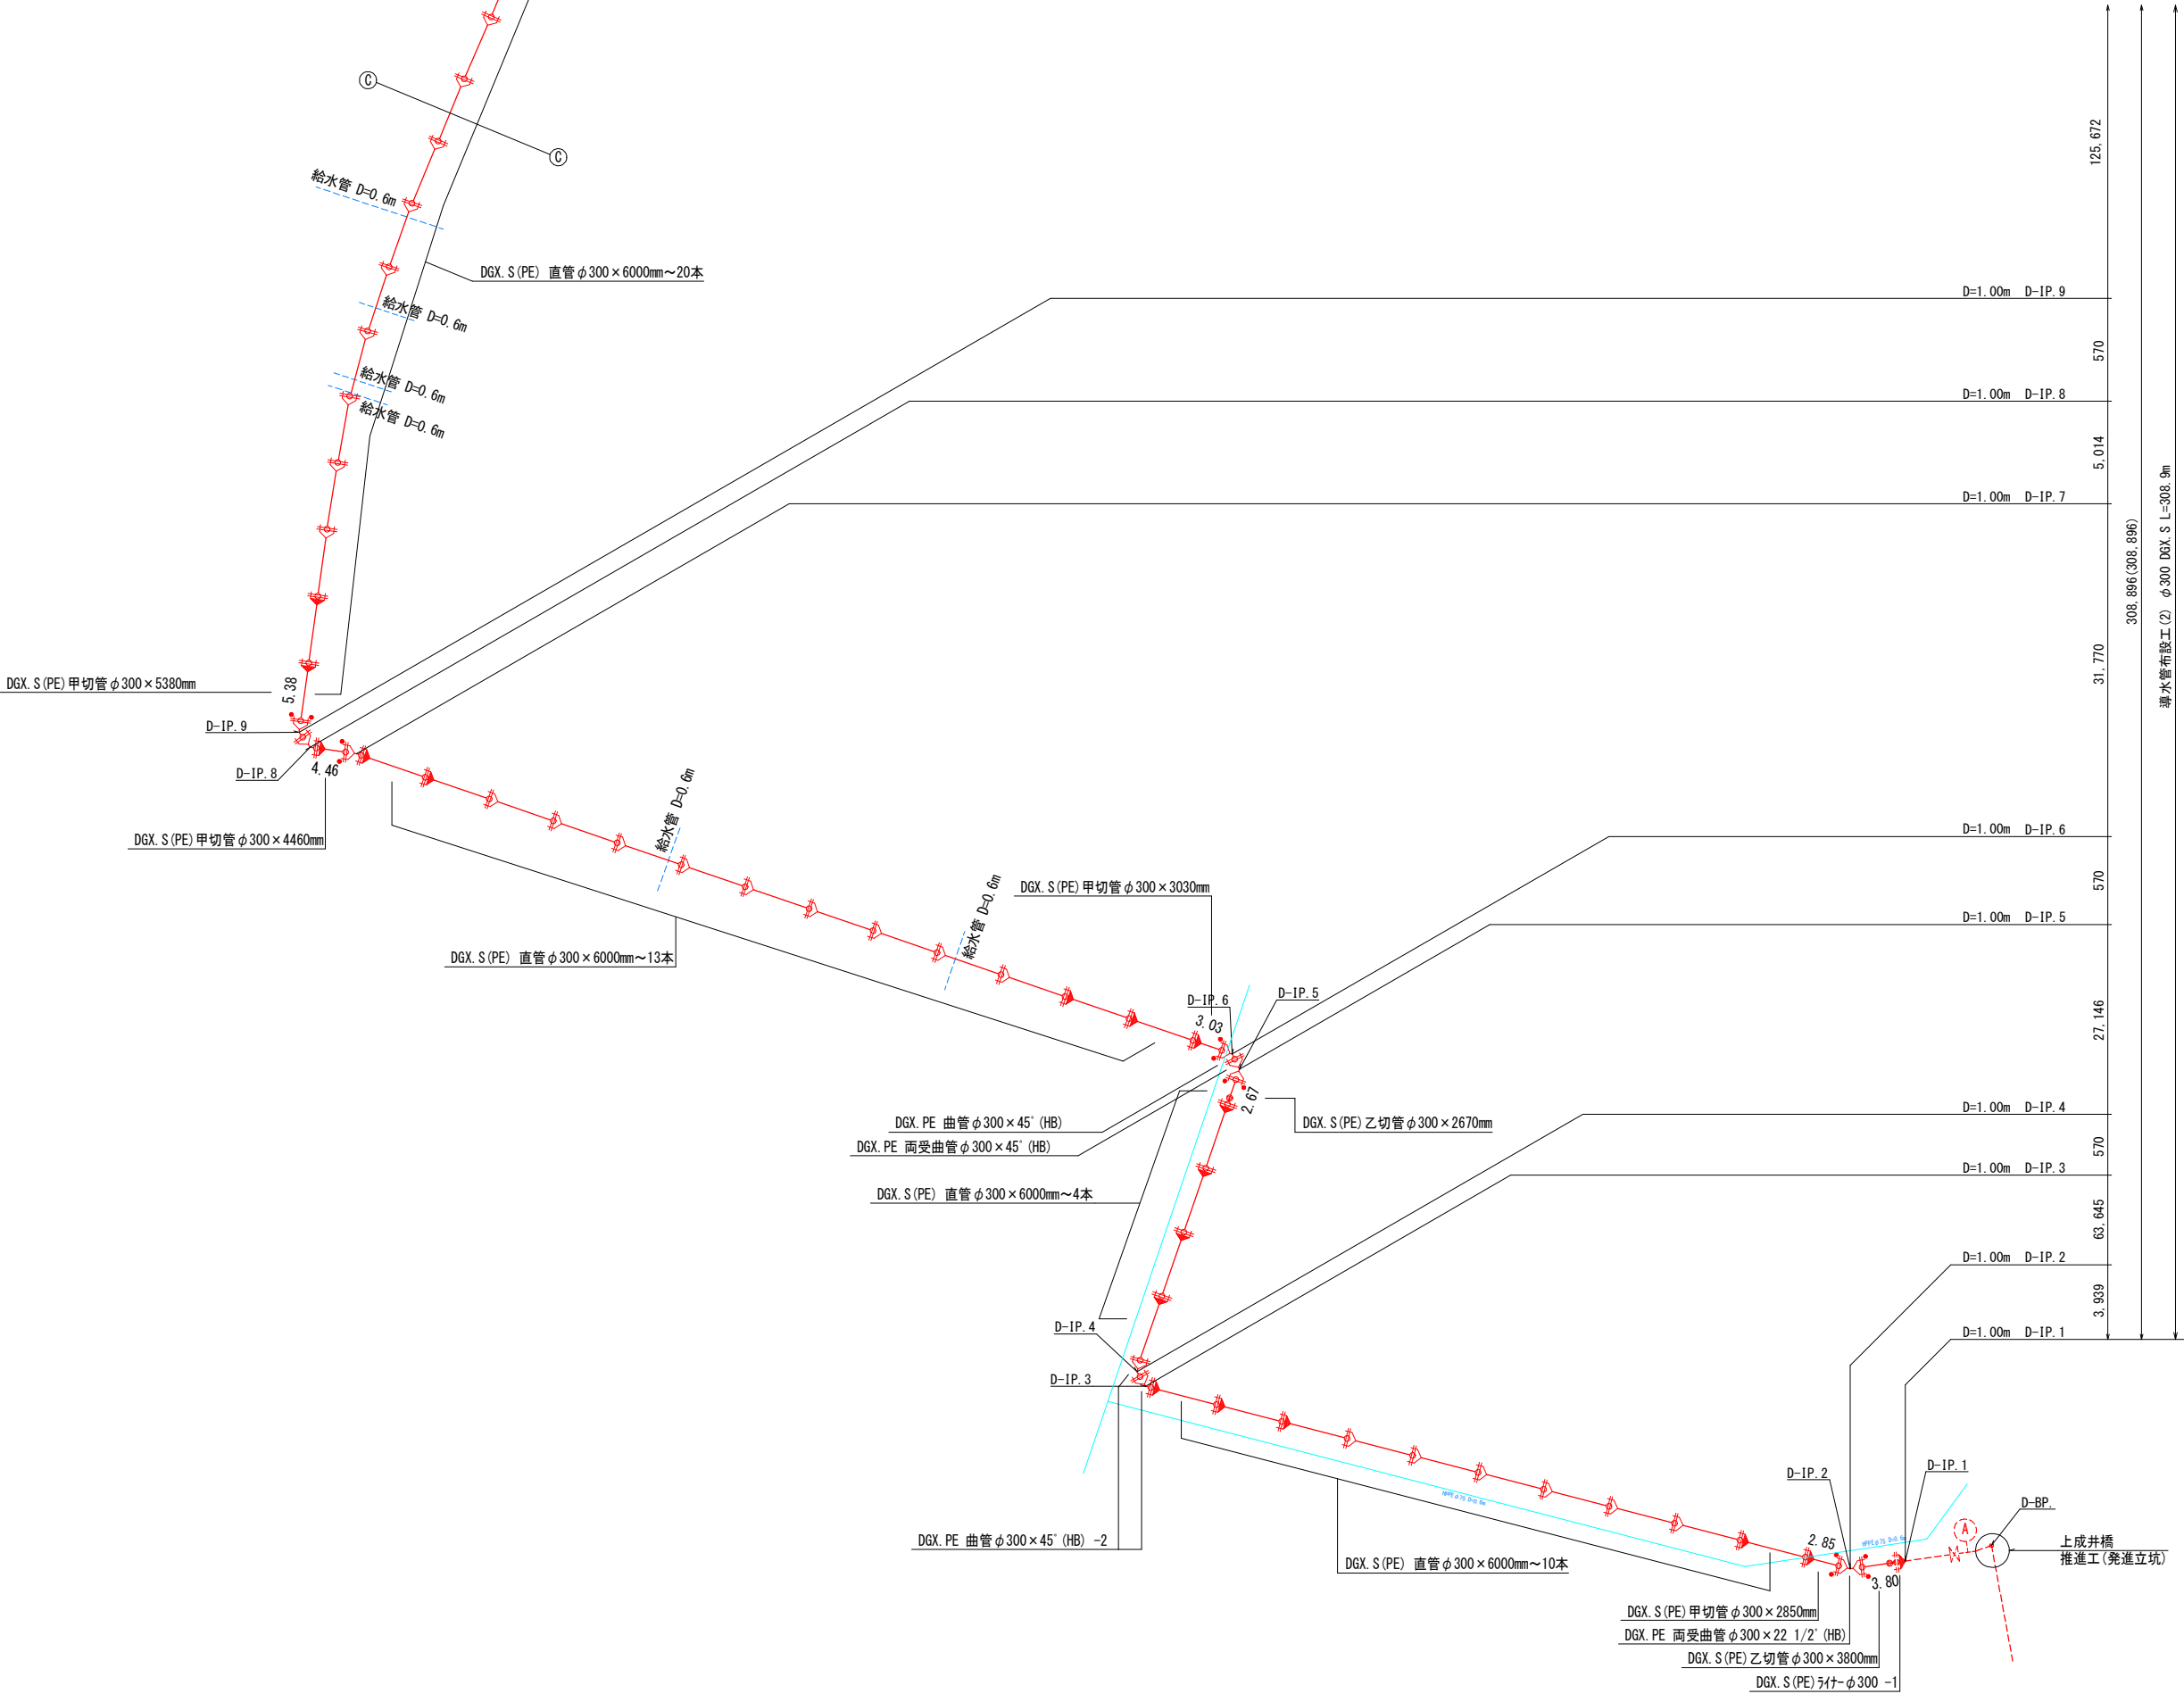 Ⓒ
Ⓒ
給水管 D=0.6m
DGX.S(PE) 直管φ300×6000mm～20本
給水管 D=0.6m
給水管 D=0.6m
給水管 D=0.6m
125,672
D=1.00m D-IP.9
570
D=1.00m D-IP.8
5,014
D=1.00m D-IP.7
31,770
308,896(308,896)
導水管布設工(2) φ300 DGX.S L=308.9m
DGX.S(PE)甲切管φ300×5380mm
5.38
D-IP.9
D-IP.8
4.46
DGX.S(PE)甲切管φ300×4460mm
給水管 D=0.6m
給水管 D=0.6m
DGX.S(PE) 直管φ300×6000mm～13本
DGX.S(PE)甲切管φ300×3030mm
D=1.00m D-IP.6
570
D=1.00m D-IP.5
27,146
D-IP.6
D-IP.5
3.03
2.67
DGX.PE 曲管φ300×45ﾟ(HB)
DGX.PE 両受曲管φ300×45ﾟ(HB)
DGX.S(PE)乙切管φ300×2670mm
DGX.S(PE) 直管φ300×6000mm～4本
D=1.00m D-IP.4
570
D=1.00m D-IP.3
63,645
D=1.00m D-IP.2
3,939
D=1.00m D-IP.1
D-IP.4
D-IP.3
DGX.PE 曲管φ300×45ﾟ(HB) -2
HPPEφ75 D=0.6m
DGX.S(PE) 直管φ300×6000mm～10本
D-IP.2
D-IP.1
2.85
3.80
HPPEφ75 D=0.6m
A
D-BP.
上成井橋
推進工(発進立坑)
DGX.S(PE)甲切管φ300×2850mm
DGX.PE 両受曲管φ300×22 1/2ﾟ(HB)
DGX.S(PE)乙切管φ300×3800mm
DGX.S(PE)ﾗｲﾅｰφ300 -1